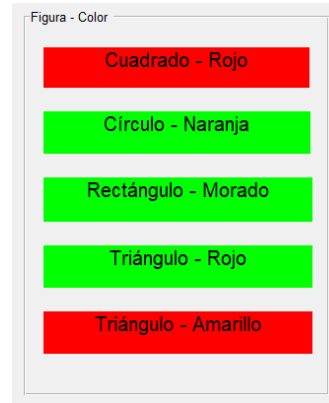 Figura - Color
Cuadrado - Rojo
Círculo - Naranja
Rectángulo - Morado
Triángulo - Rojo
Triángulo - Amarillo